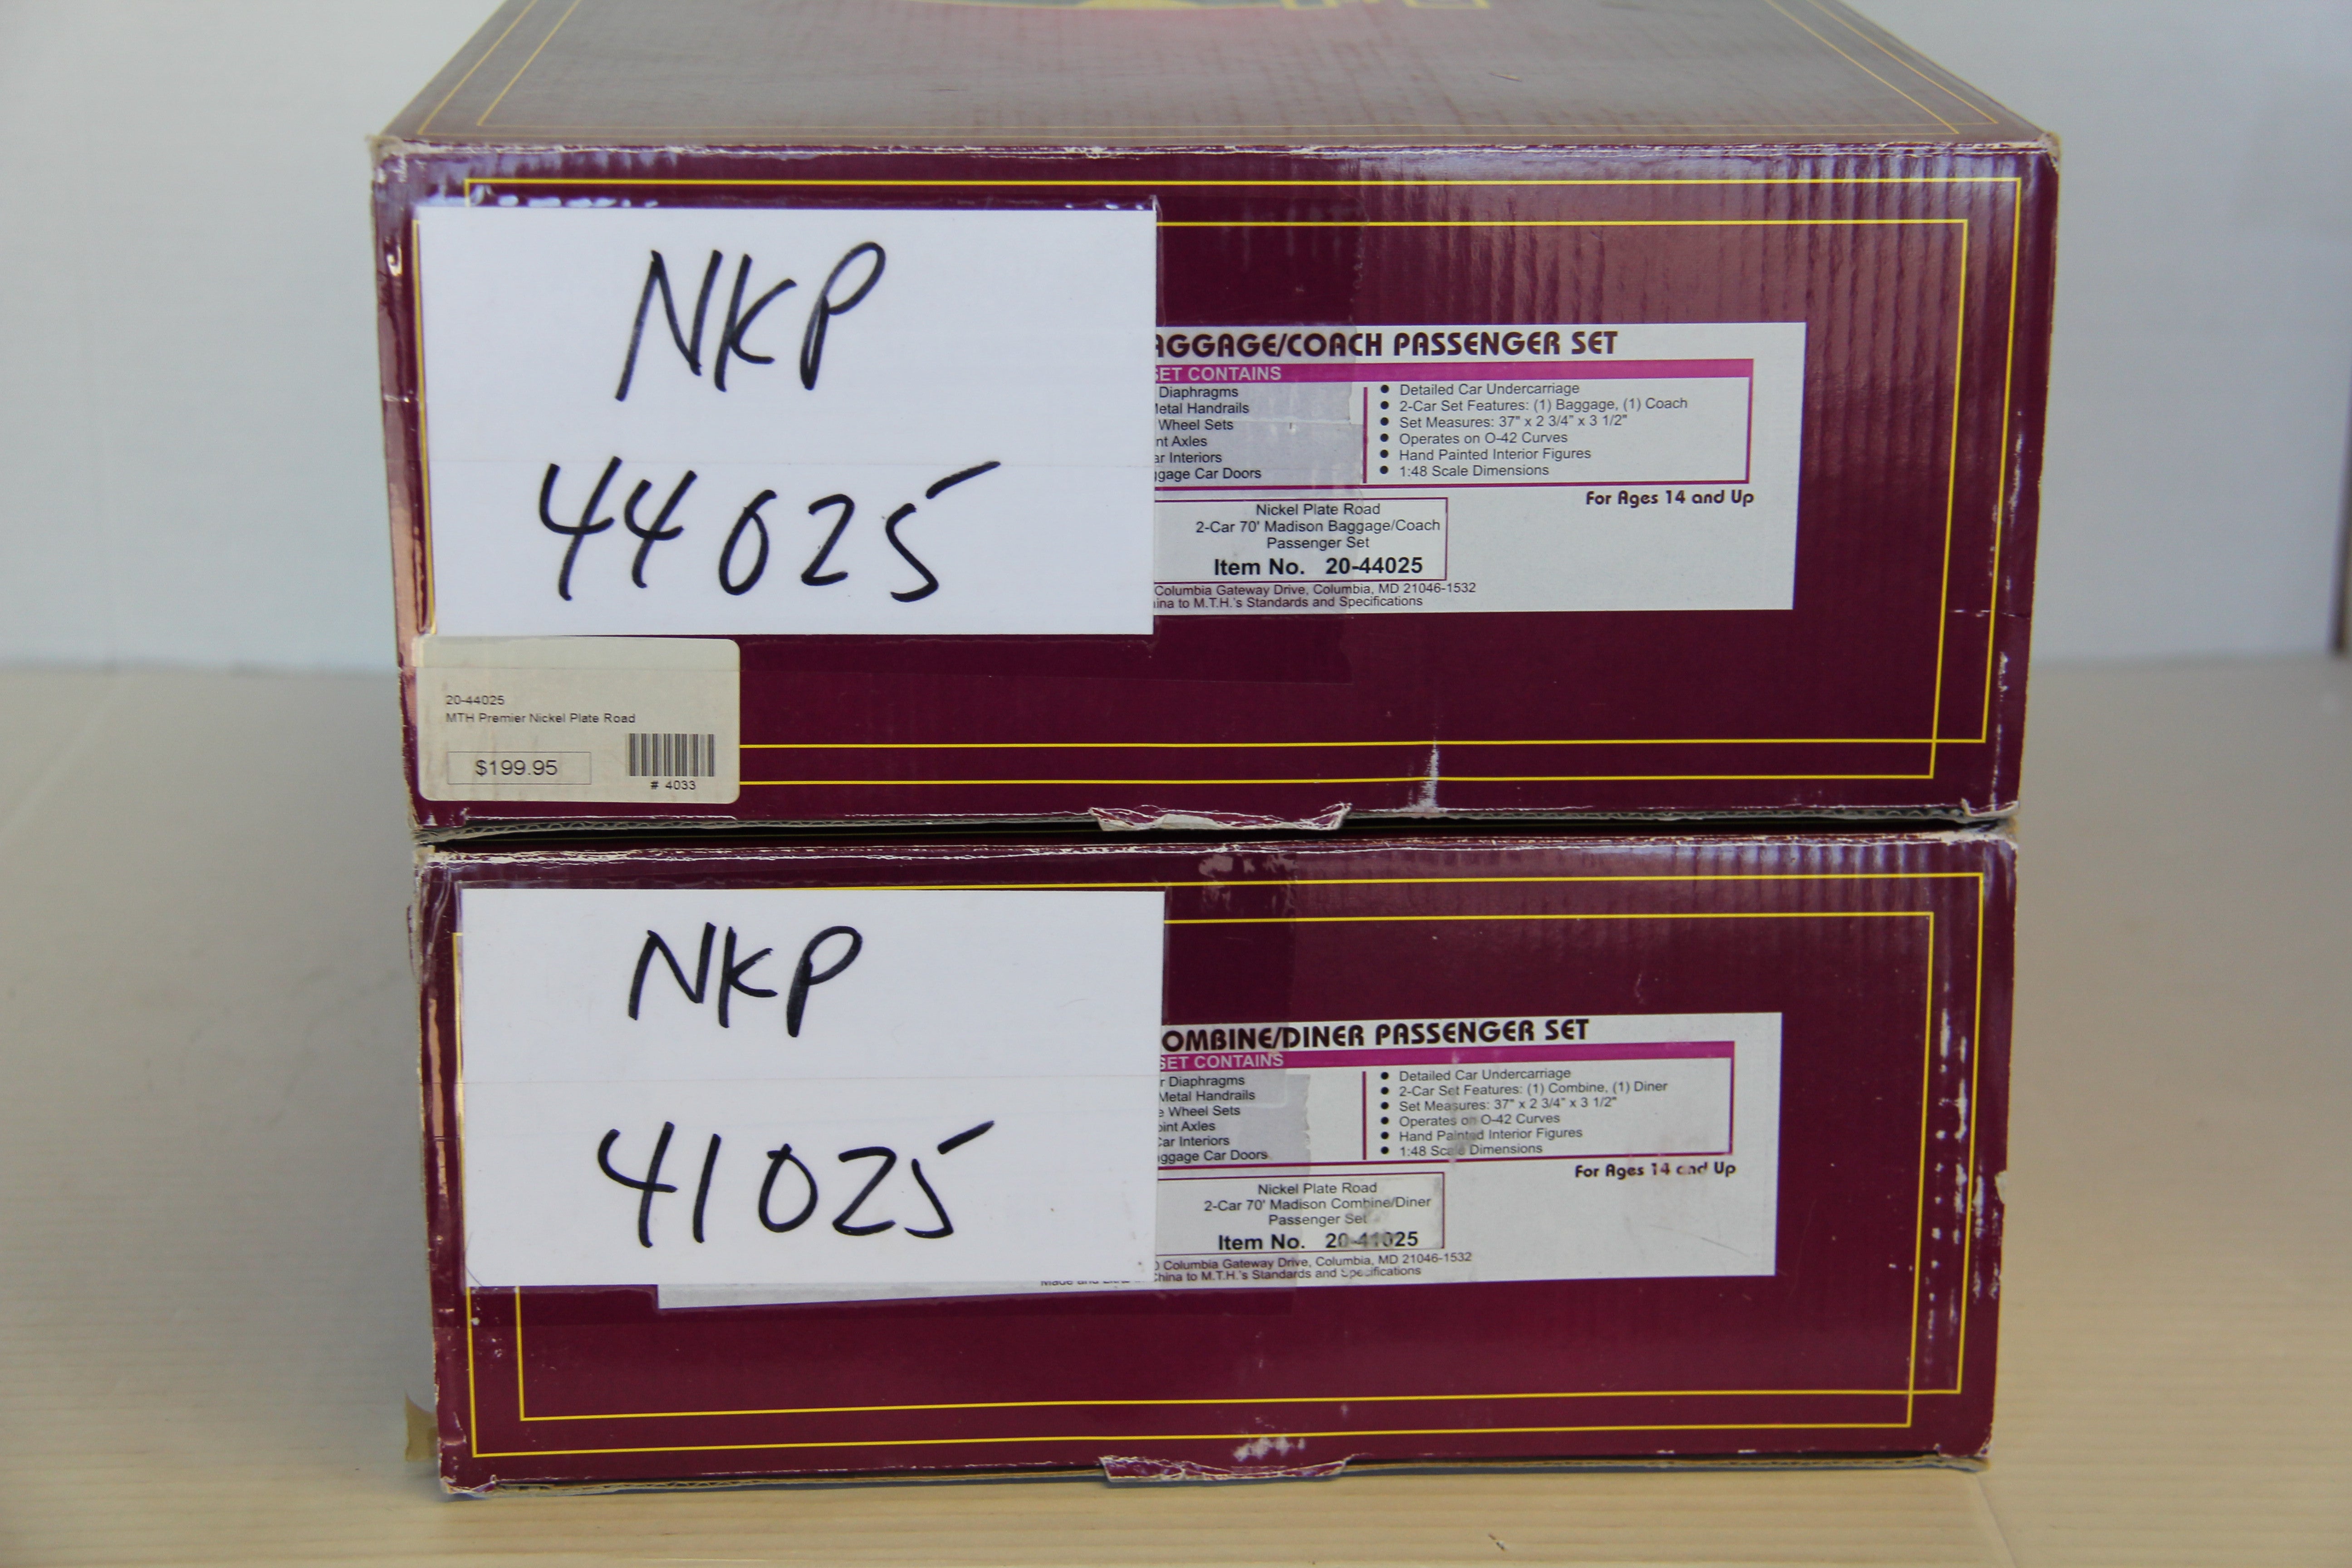 NKP
44025
AGGAGE/COACH PASSENGER SET
SET CONTAINS
Diaphragms
Metal Handrails
Wheel Sets
nt Axles
ar Interiors
ggage Car Doors
● Detailed Car Undercarriage
● 2-Car Set Features: (1) Baggage, (1) Coach
● Set Measures: 37" x 2 3/4" x 3 1/2"
● Operates on O-42 Curves
● Hand Painted Interior Figures
● 1:48 Scale Dimensions
For Ages 14 and Up
Nickel Plate Road
2-Car 70' Madison Baggage/Coach
Passenger Set
Item No. 20-44025
Columbia Gateway Drive, Columbia, MD 21046-1532
ina to M.T.H.'s Standards and Specifications
20-44025
MTH Premier Nickel Plate Road
$199.95
# 4033
NKP
41025
OMBINE/DINER PASSENGER SET
SET CONTAINS
r Diaphragms
Metal Handrails
e Wheel Sets
oint Axles
Car Interiors
ggage Car Doors
● Detailed Car Undercarriage
● 2-Car Set Features: (1) Combine, (1) Diner
● Set Measures: 37" x 2 3/4" x 3 1/2"
● Operates on O-42 Curves
● Hand Painted Interior Figures
● 1:48 Scale Dimensions
For Ages 14 and Up
Nickel Plate Road
2-Car 70' Madison Combine/Diner
Passenger Set
Item No. 20-41025
Columbia Gateway Drive, Columbia, MD 21046-1532
Made and China to M.T.H.'s Standards and Specifications